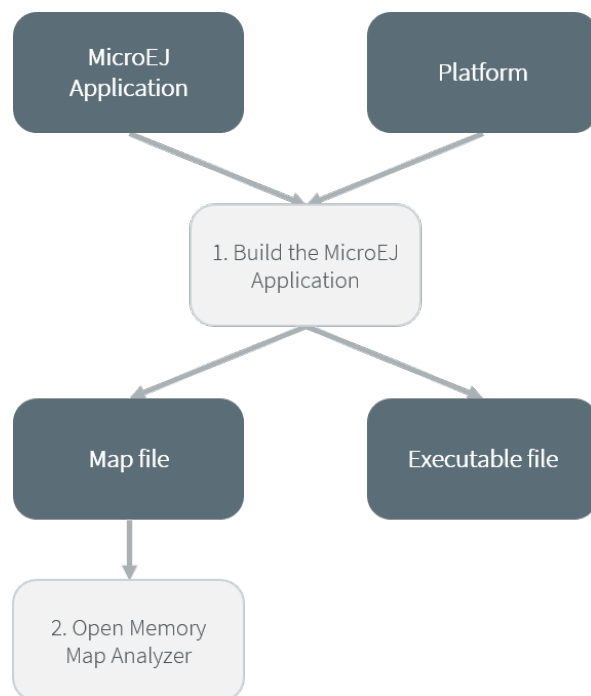 MicroEJ
Application
Platform
1. Build the MicroEJ
Application
Map file
Executable file
2. Open Memory
Map Analyzer